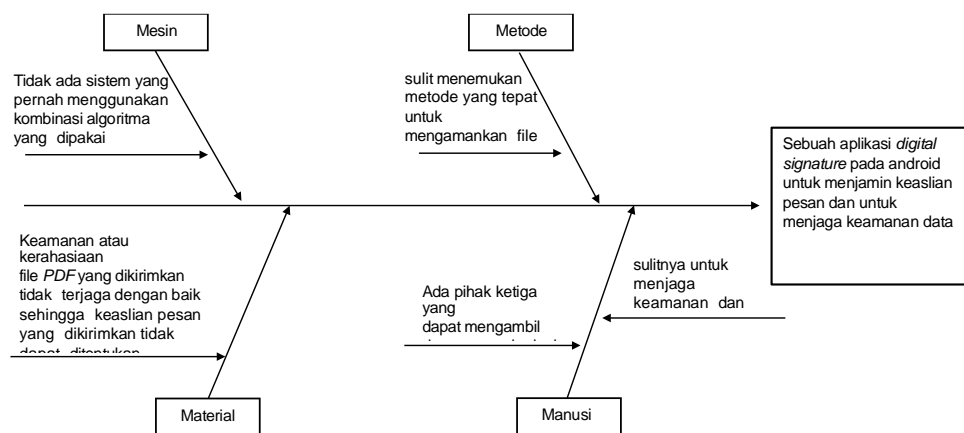 Mesin
Metode
Tidak ada sistem yang
pernah menggunakan
kombinasi algoritma
yang dipakai
sulit menemukan
metode yang tepat
untuk
mengamankan file
Sebuah aplikasi digital
signature pada android
untuk menjamin keaslian
pesan dan untuk
menjaga keamanan data
Keamanan atau
kerahasiaan
file PDF yang dikirimkan
tidak terjaga dengan baik
sehingga keaslian pesan
yang dikirimkan tidak
dapat ditentukan
Ada pihak ketiga
yang
dapat mengambil
sulitnya untuk
menjaga
keamanan dan
Material
Manusi